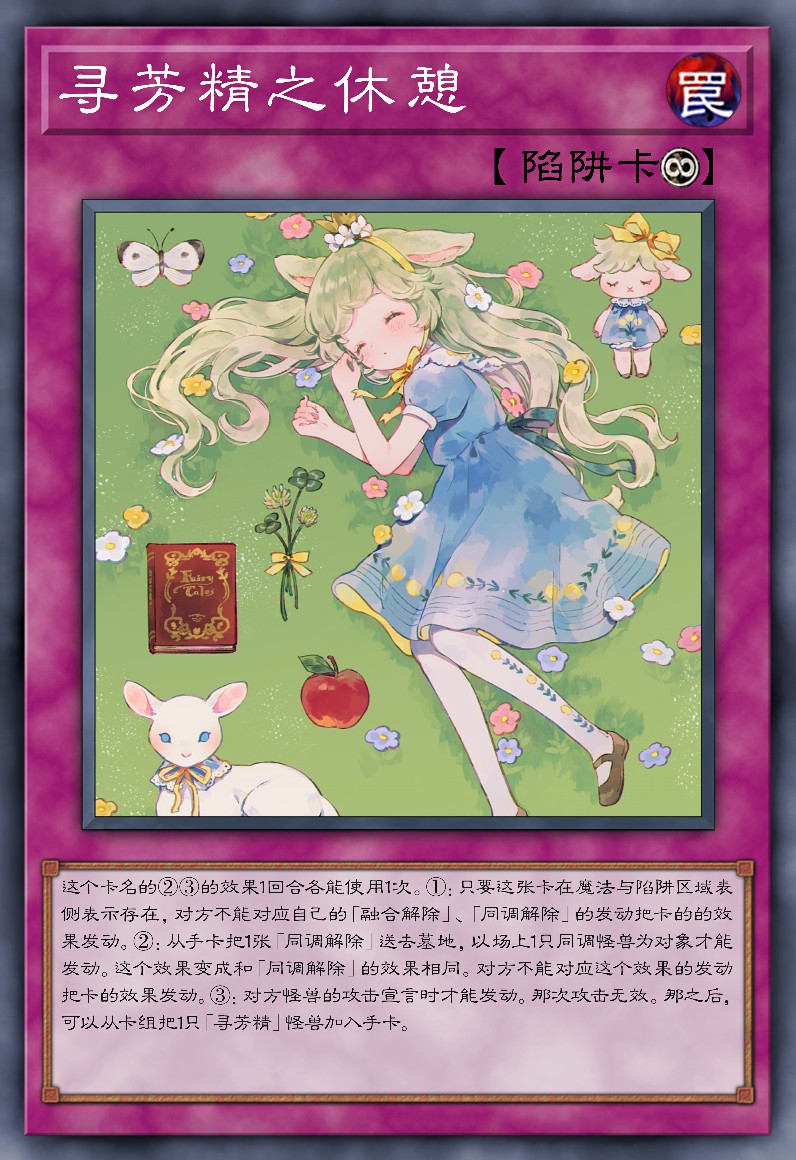 寻芳精之休憩
罠
【陷阱卡♾】
Fairy
Tales
这个卡名的②③的效果1回合各能使用1次。①：只要这张卡在魔法与陷阱区域表
侧表示存在，对方不能对应自己的「融合解除」、「同调解除」的发动把卡的的效
果发动。②：从手卡把1张「同调解除」送去墓地，以场上1只同调怪兽为对象才能
发动。这个效果变成和「同调解除」的效果相同。对方不能对应这个效果的发动
把卡的效果发动。③：对方怪兽的攻击宣言时才能发动。那次攻击无效。那之后，
可以从卡组把1只「寻芳精」怪兽加入手卡。